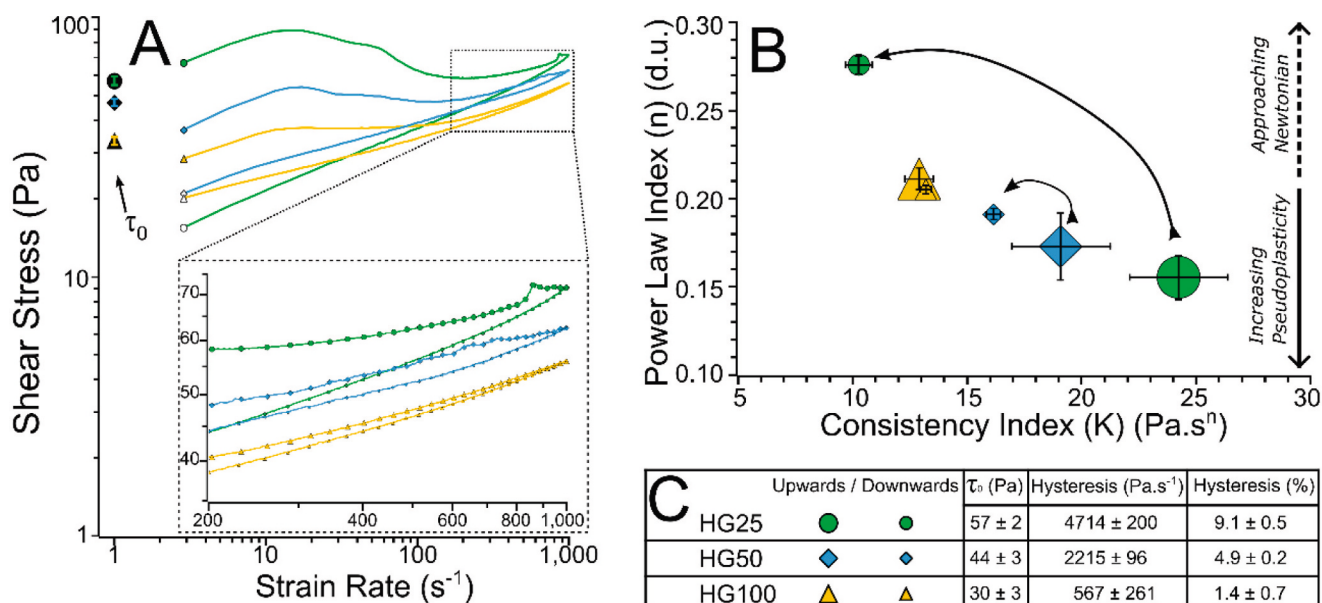 A
Shear Stress (Pa)
100
10
1
τ0
70
60
50
40
200 400 600 800 1,000
1 10 100 1,000
Strain Rate (s-1)
B
Power Law Index (n) (d.u.)
0.30
0.25
0.20
0.15
0.10
5 10 15 20 25 30
Consistency Index (K) (Pa.sn)
Approaching
Newtonian
Increasing
Pseudoplasticity
C
Upwards / Downwards τ0 (Pa) Hysteresis (Pa.s-1) Hysteresis (%)
HG25 57 ± 2 4714 ± 200 9.1 ± 0.5
HG50 44 ± 3 2215 ± 96 4.9 ± 0.2
HG100 30 ± 3 567 ± 261 1.4 ± 0.7